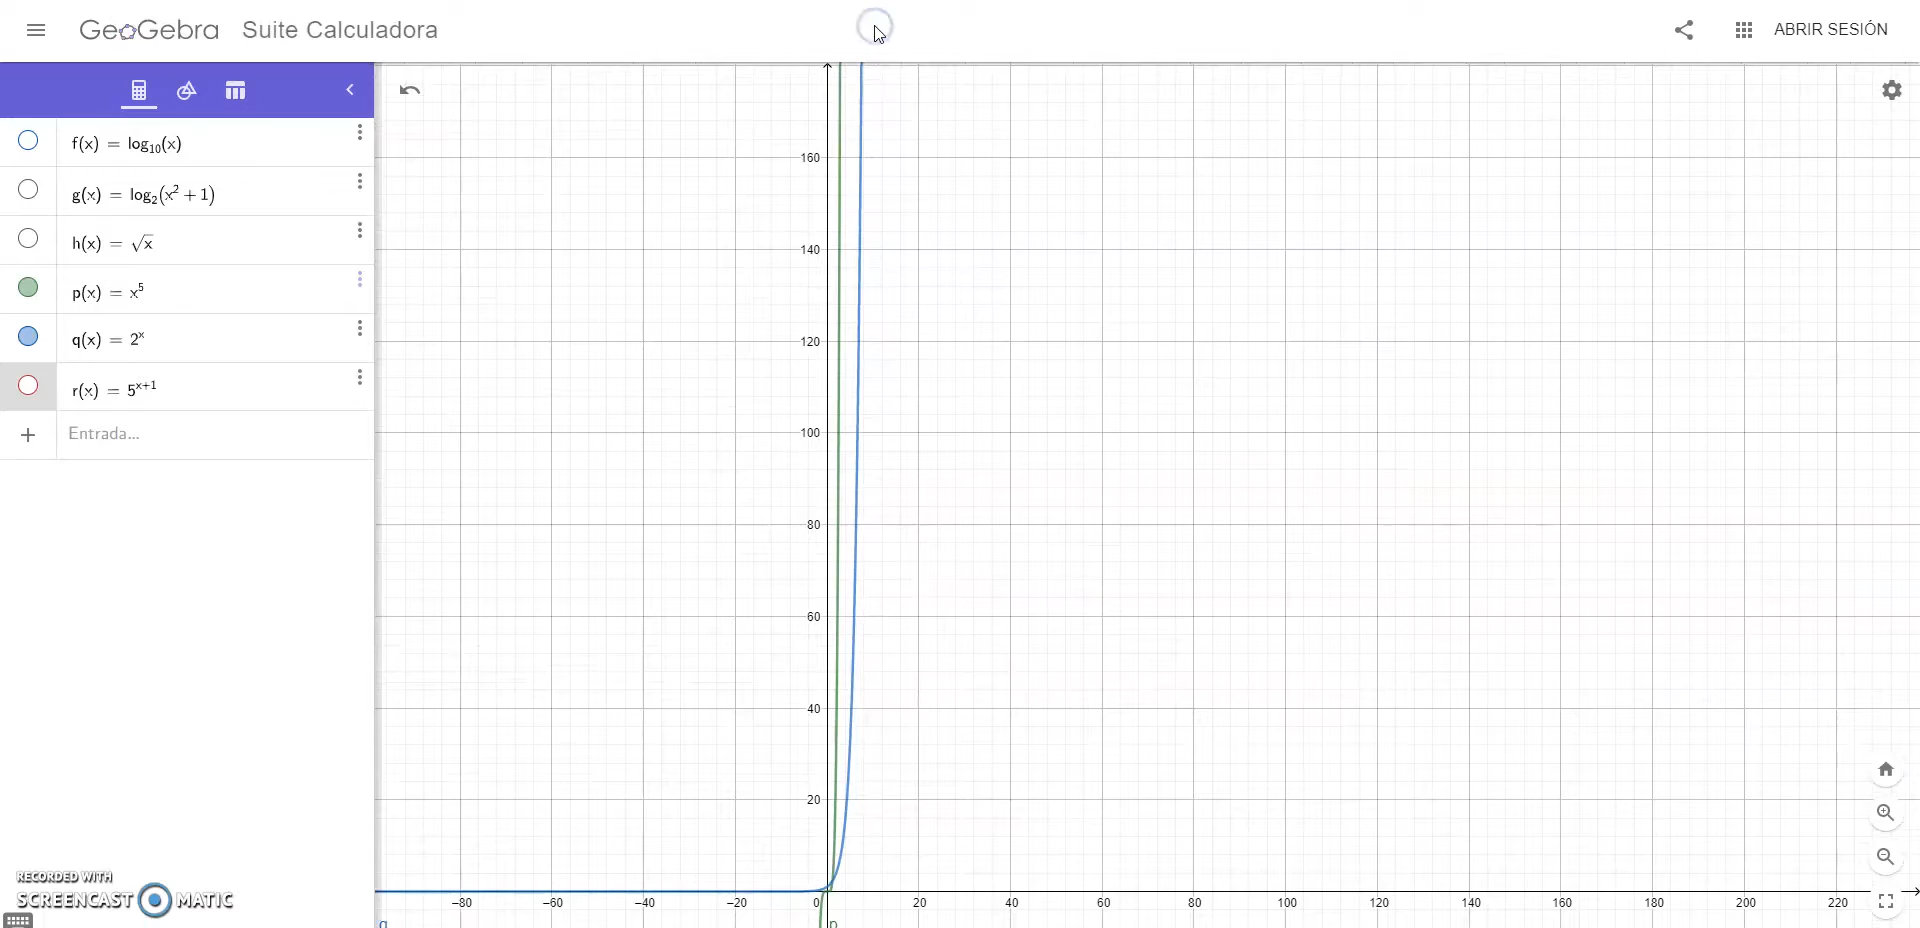 GeoGebra Suite Calculadora
ABRIR SESIÓN
f(x) = log₁₀(x)
g(x) = log₂(x² + 1)
h(x) = √x
p(x) = x⁵
q(x) = 2ˣ
r(x) = 5ˣ⁺¹
Entrada...
160
140
120
100
80
60
40
20
−80 −60 −40 −20 0 20 40 60 80 100 120 140 160 180 200 220
q p
RECORDED WITH
SCREENCAST MATIC